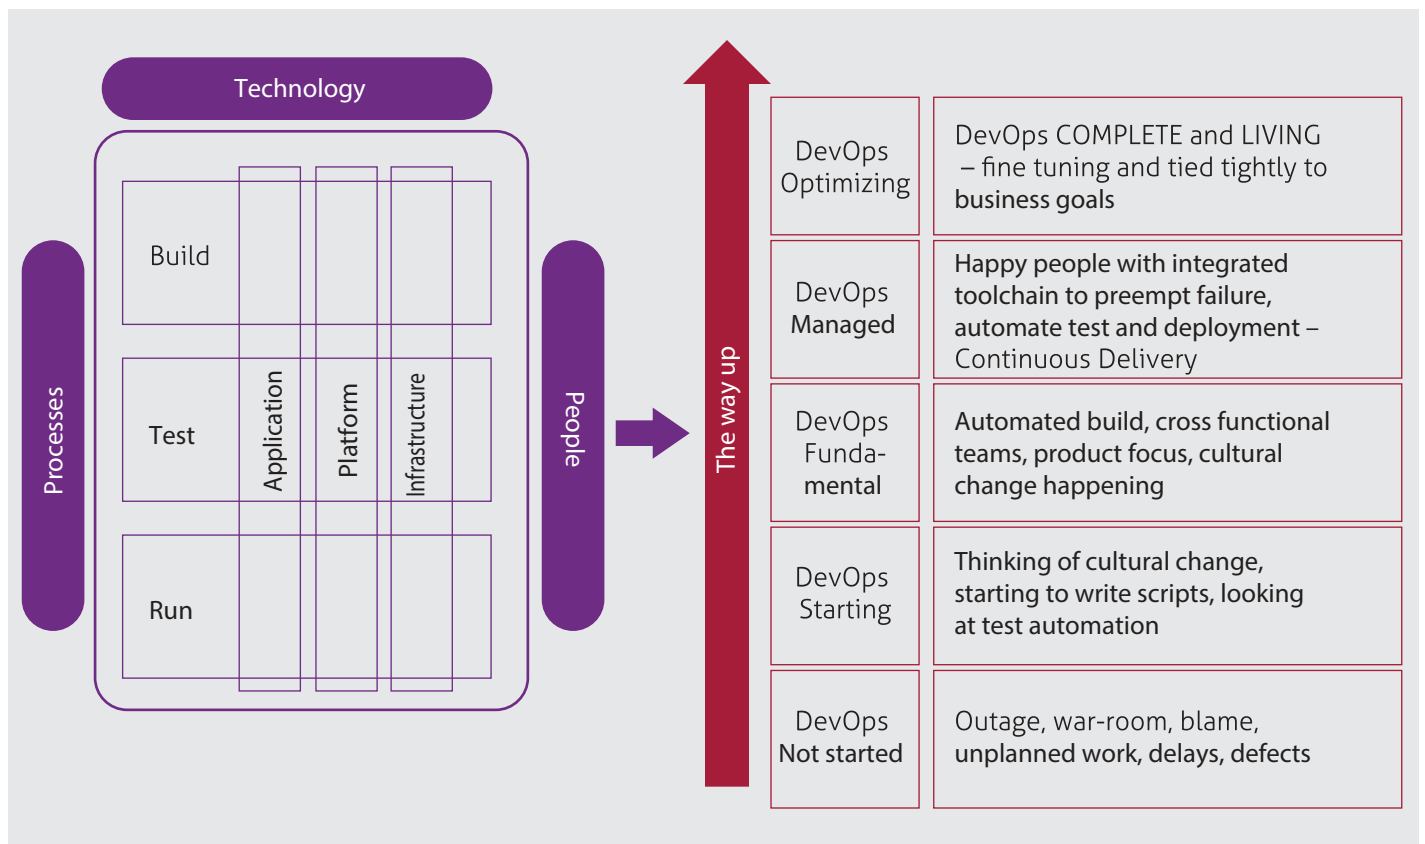 Technology
Processes
Build
Test
Run
Application
Platform
Infrastructure
People
The way up
DevOps
Optimizing
DevOps COMPLETE and LIVING
– fine tuning and tied tightly to
business goals
DevOps
Managed
Happy people with integrated
toolchain to preempt failure,
automate test and deployment –
Continuous Delivery
DevOps
Funda-
mental
Automated build, cross functional
teams, product focus, cultural
change happening
DevOps
Starting
Thinking of cultural change,
starting to write scripts, looking
at test automation
DevOps
Not started
Outage, war-room, blame,
unplanned work, delays, defects